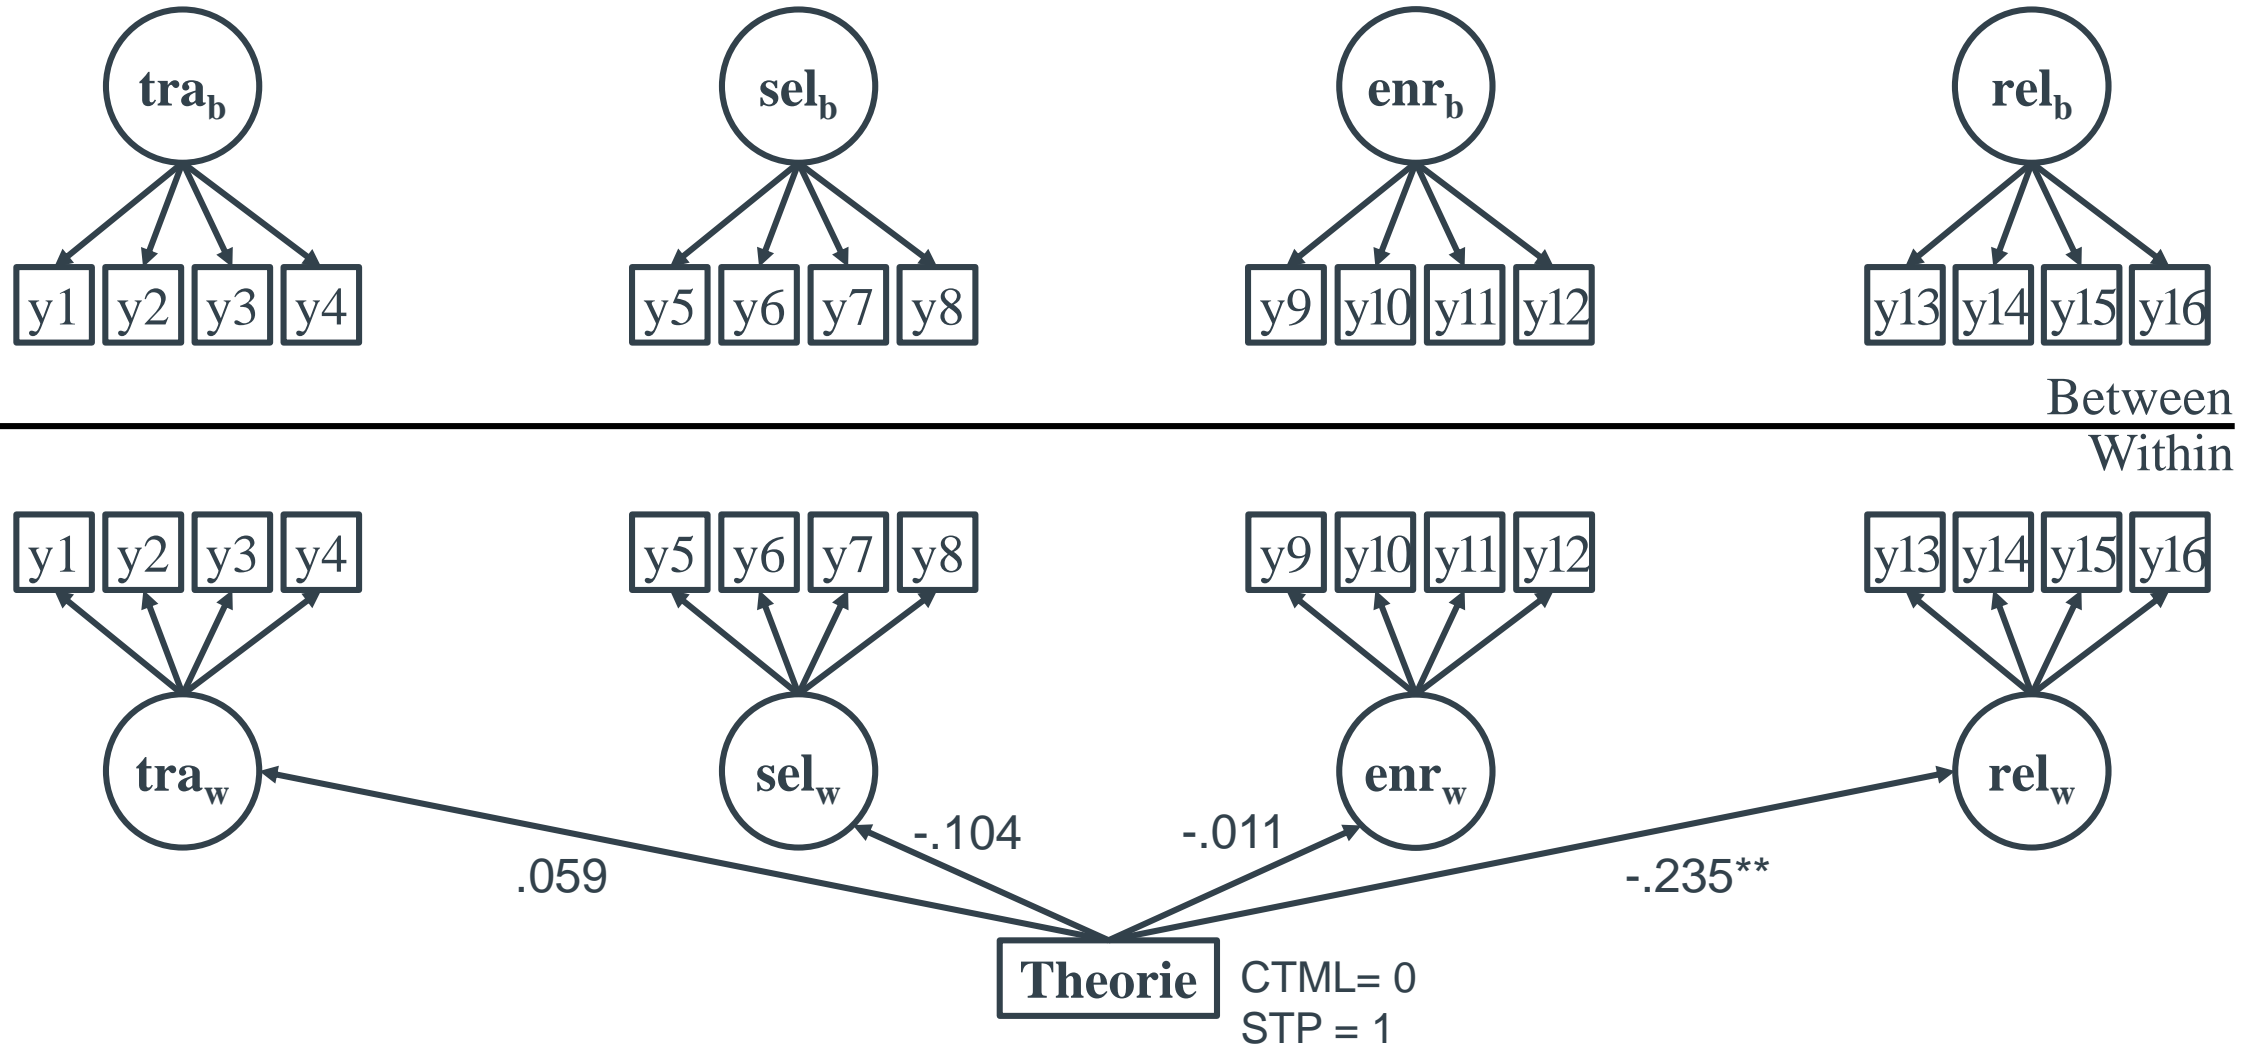 tra_b sel_b enr_b rel_b
y1 y2 y3 y4 y5 y6 y7 y8 y9 y10 y11 y12 y13 y14 y15 y16
Between
Within
y1 y2 y3 y4 y5 y6 y7 y8 y9 y10 y11 y12 y13 y14 y15 y16
tra_w sel_w enr_w rel_w
.059 -.104 -.011 -.235**
Theorie CTML= 0
STP = 1